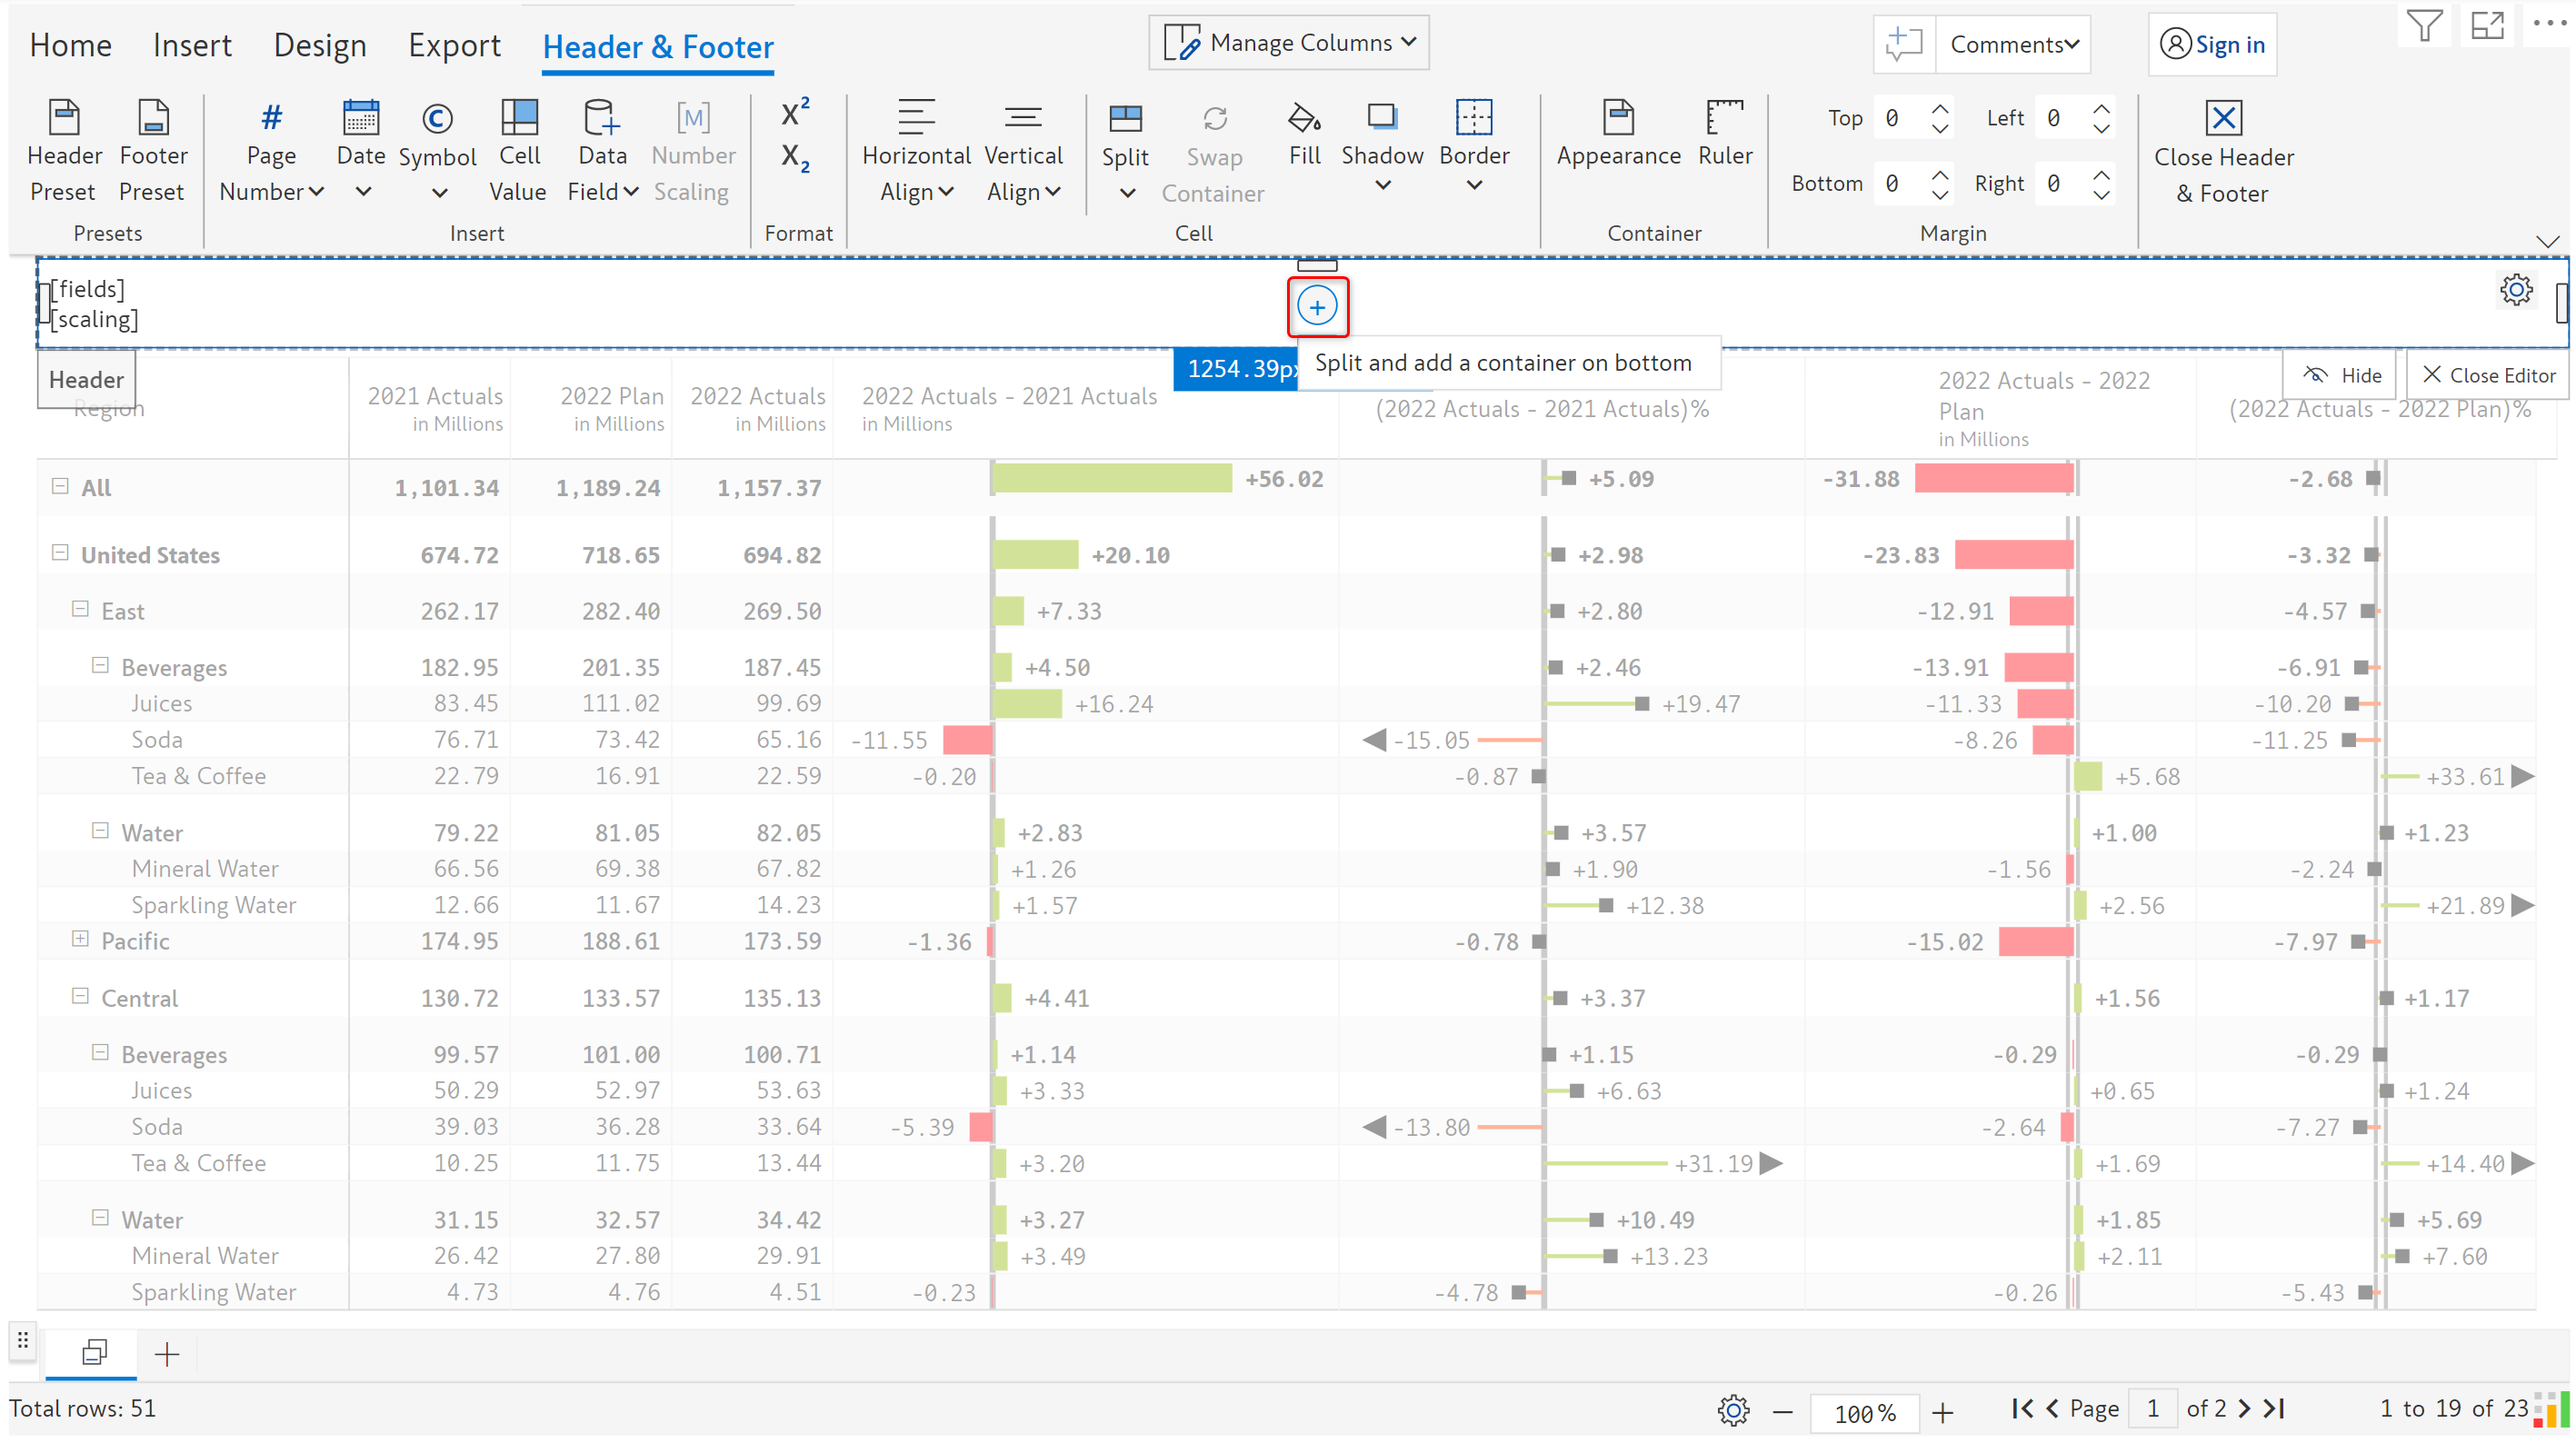 Home Insert Design Export Header & Footer Manage Columns Comments Sign in
Header Preset Footer Preset Page Number Date Symbol Cell Value Data Field [M] Number Scaling X² X₂ Horizontal Align Vertical Align Split Swap Container Fill Shadow Border Appearance Ruler Top 0 Left 0 Bottom 0 Right 0 Close Header & Footer
Presets Insert Format Cell Container Margin
[fields]
[scaling]
Split and add a container on bottom
1254.39px
Header
Hide Close Editor
Region
2021 Actuals in Millions
2022 Plan in Millions
2022 Actuals in Millions
2022 Actuals - 2021 Actuals in Millions
(2022 Actuals - 2021 Actuals)%
2022 Actuals - 2022 Plan in Millions
(2022 Actuals - 2022 Plan)%
All 1,101.34 1,189.24 1,157.37 +56.02 +5.09 -31.88 -2.68
United States 674.72 718.65 694.82 +20.10 +2.98 -23.83 -3.32
East 262.17 282.40 269.50 +7.33 +2.80 -12.91 -4.57
Beverages 182.95 201.35 187.45 +4.50 +2.46 -13.91 -6.91
Juices 83.45 111.02 99.69 +16.24 +19.47 -11.33 -10.20
Soda 76.71 73.42 65.16 -11.55 -15.05 -8.26 -11.25
Tea & Coffee 22.79 16.91 22.59 -0.20 -0.87 +5.68 +33.61
Water 79.22 81.05 82.05 +2.83 +3.57 +1.00 +1.23
Mineral Water 66.56 69.38 67.82 +1.26 +1.90 -1.56 -2.24
Sparkling Water 12.66 11.67 14.23 +1.57 +12.38 +2.56 +21.89
Pacific 174.95 188.61 173.59 -1.36 -0.78 -15.02 -7.97
Central 130.72 133.57 135.13 +4.41 +3.37 +1.56 +1.17
Beverages 99.57 101.00 100.71 +1.14 +1.15 -0.29 -0.29
Juices 50.29 52.97 53.63 +3.33 +6.63 +0.65 +1.24
Soda 39.03 36.28 33.64 -5.39 -13.80 -2.64 -7.27
Tea & Coffee 10.25 11.75 13.44 +3.20 +31.19 +1.69 +14.40
Water 31.15 32.57 34.42 +3.27 +10.49 +1.85 +5.69
Mineral Water 26.42 27.80 29.91 +3.49 +13.23 +2.11 +7.60
Sparkling Water 4.73 4.76 4.51 -0.23 -4.78 -0.26 -5.43
Total rows: 51 100% Page 1 of 2 1 to 19 of 23